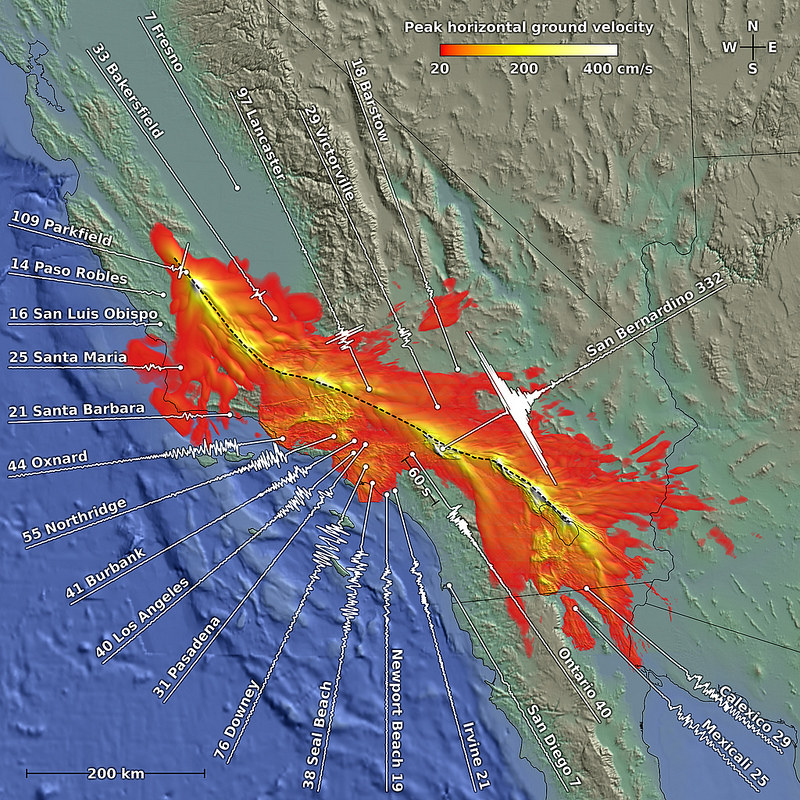 Peak horizontal ground velocity
20 200 400 cm/s
N
W E
S
7 Fresno
33 Bakersfield
97 Lancaster
29 Victorville
18 Barstow
San Bernardino 332
109 Parkfield
14 Paso Robles
16 San Luis Obispo
25 Santa Maria
21 Santa Barbara
44 Oxnard
55 Northridge
41 Burbank
40 Los Angeles
31 Pasadena
76 Downey
38 Seal Beach
Newport Beach 19
Irvine 21
San Diego 7
Ontario 40
Mexicali 25
Calexico 29
60 s
200 km